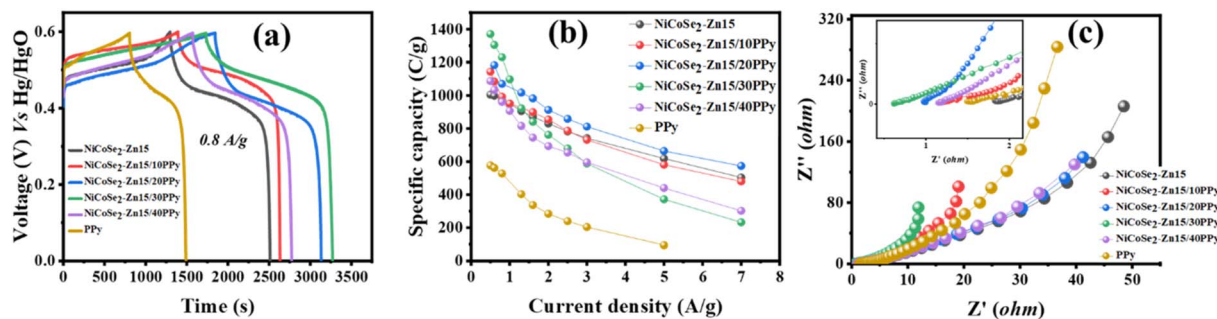 (a)
Voltage (V) Vs Hg/HgO
0.6
0.4
0.2
0.0
0.8 A/g
NiCoSe2-Zn15
NiCoSe2-Zn15/10PPy
NiCoSe2-Zn15/20PPy
NiCoSe2-Zn15/30PPy
NiCoSe2-Zn15/40PPy
PPy
0 750 1500 2250 3000 3750
Time (s)
(b)
Specific capacity (C/g)
1400
1200
1000
800
600
400
200
0
NiCoSe2-Zn15
NiCoSe2-Zn15/10PPy
NiCoSe2-Zn15/20PPy
NiCoSe2-Zn15/30PPy
NiCoSe2-Zn15/40PPy
PPy
0 1 2 3 4 5 6 7 8
Current density (A/g)
(c)
Z'' (ohm)
320
240
160
80
0
Z'' (ohm)
0
1 2
Z' (ohm)
NiCoSe2-Zn15
NiCoSe2-Zn15/10PPy
NiCoSe2-Zn15/20PPy
NiCoSe2-Zn15/30PPy
NiCoSe2-Zn15/40PPy
PPy
0 10 20 30 40 50
Z' (ohm)